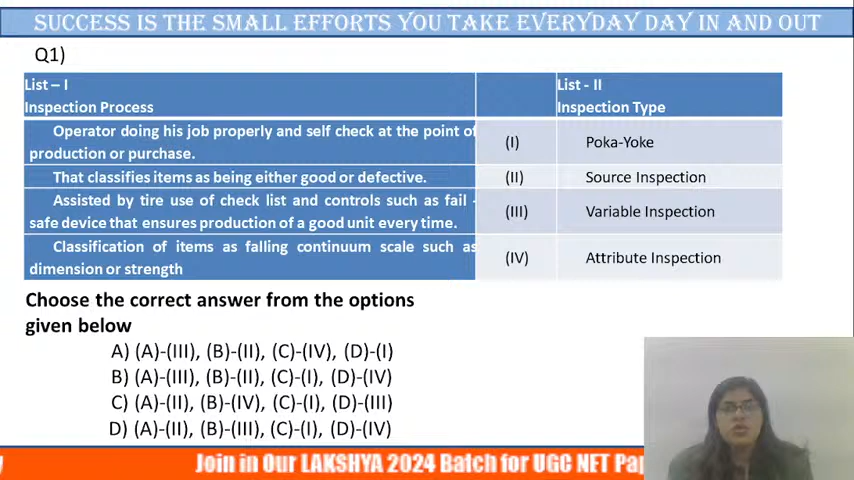 SUCCESS IS THE SMALL EFFORTS YOU TAKE EVERYDAY DAY IN AND OUT
Q1)
List – I
Inspection Process
List - II
Inspection Type
Operator doing his job properly and self check at the point of
production or purchase.
(I)
Poka-Yoke
That classifies items as being either good or defective.
(II)
Source Inspection
Assisted by tire use of check list and controls such as fail -
safe device that ensures production of a good unit every time.
(III)
Variable Inspection
Classification of items as falling continuum scale such as
dimension or strength
(IV)
Attribute Inspection
Choose the correct answer from the options
given below
A) (A)-(III), (B)-(II), (C)-(IV), (D)-(I)
B) (A)-(III), (B)-(II), (C)-(I), (D)-(IV)
C) (A)-(II), (B)-(IV), (C)-(I), (D)-(III)
D) (A)-(II), (B)-(III), (C)-(I), (D)-(IV)
y Join in Our LAKSHYA 2024 Batch for UGC NET Pap